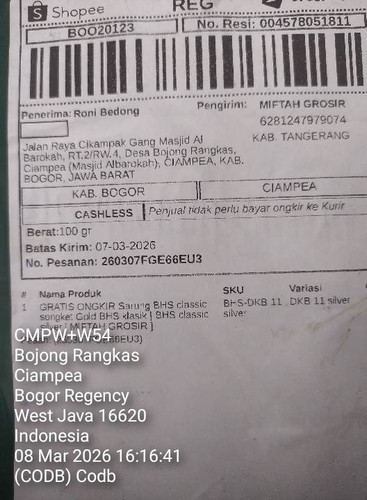 Shopee
REG
BOO20123
No. Resi: 004578051811
Penerima: Roni Bedong
Pengirim: MIFTAH GROSIR
6281247979074
KAB. TANGERANG
Jalan Raya Cikampak Gang Masjid Al
Barokah, RT.2/RW.4, Desa Bojong Rangkas,
Ciampea (Masjid Albarokah), CIAMPEA, KAB.
BOGOR, JAWA BARAT
KAB. BOGOR
CIAMPEA
CASHLESS
Penjual tidak perlu bayar ongkir ke Kurir
Berat:100 gr
Batas Kirim: 07-03-2026
No. Pesanan: 260307FGE66EU3
# Nama Produk SKU Variasi
1 GRATIS ONGKIR Sarung BHS classic BHS-DKB 11 DKB 11 silver
songket Gold BHS klasik [ BHS classic silver
silver [ MIFTAH GROSIR ]
CMPW+W54
Bojong Rangkas
Ciampea
Bogor Regency
West Java 16620
Indonesia
08 Mar 2026 16:16:41
(CODB) Codb